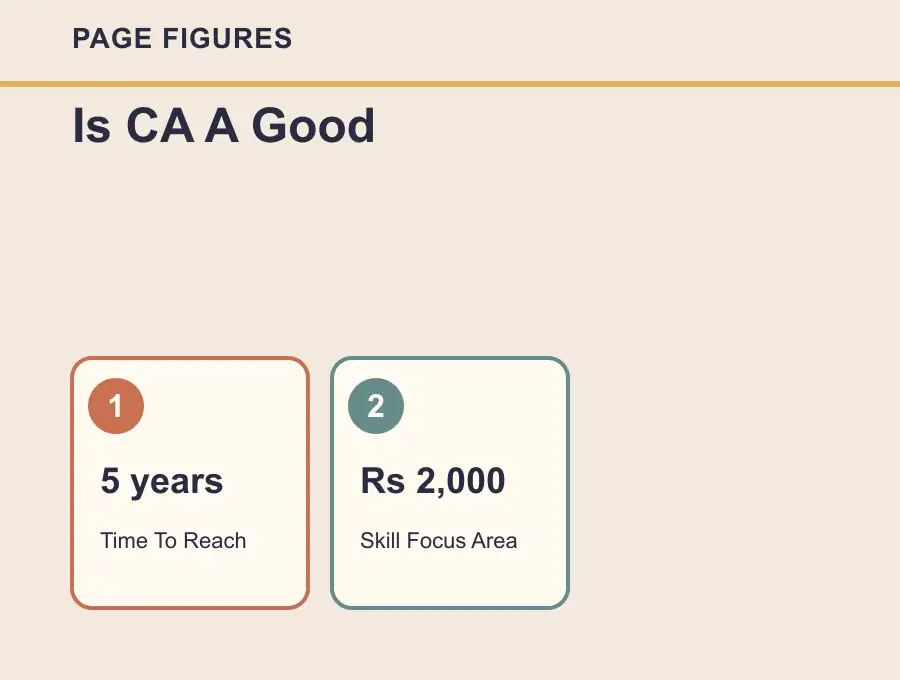 PAGE FIGURES
Is CA A Good
1
5 years
Time To Reach
2
Rs 2,000
Skill Focus Area